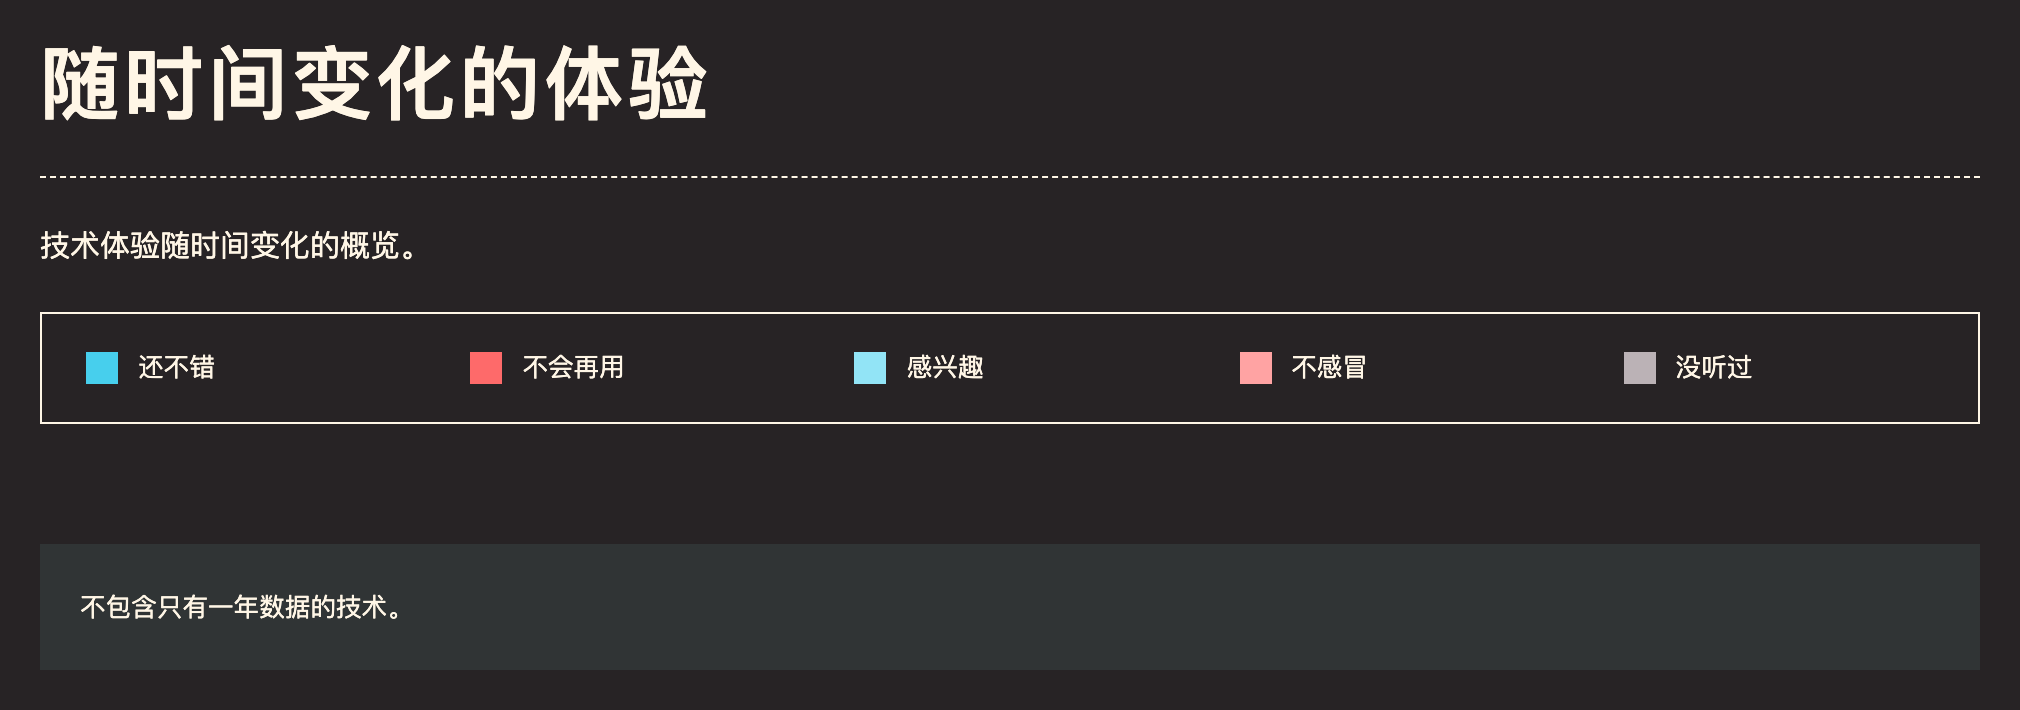 随时间变化的体验
技术体验随时间变化的概览。
还不错 不会再用 感兴趣 不感冒 没听过
不包含只有一年数据的技术。